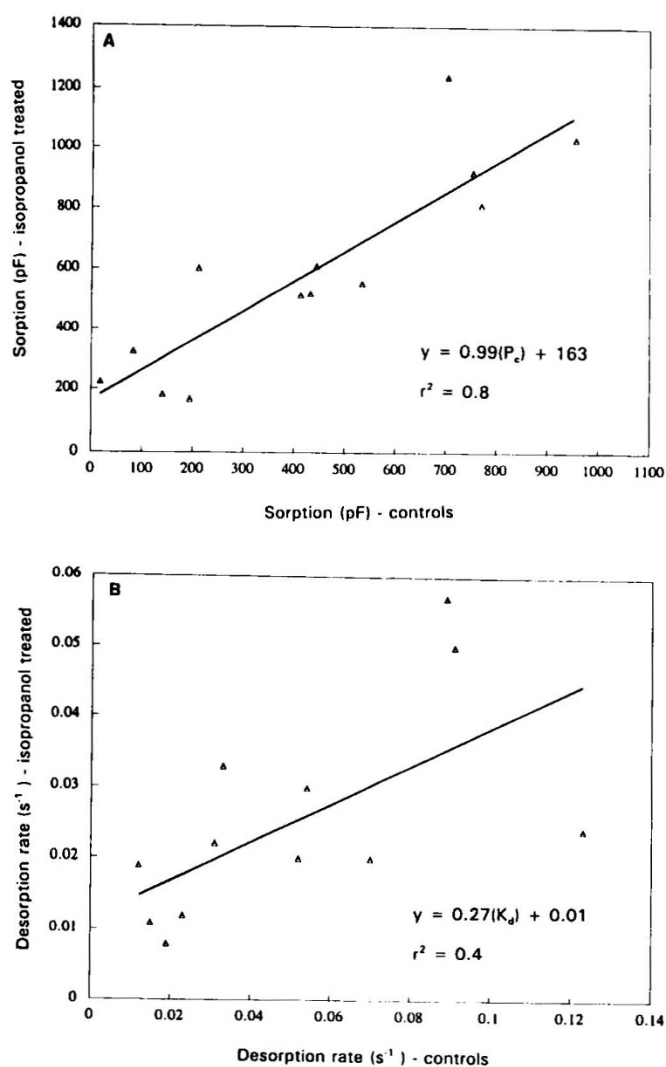 A
1400
1200
1000
800
600
400
200
0
Sorption (pF) - isopropanol treated
y = 0.99(P_c) + 163
r² = 0.8
0 100 200 300 400 500 600 700 800 900 1000 1100
Sorption (pF) - controls
B
0.06
0.05
0.04
0.03
0.02
0.01
0
Desorption rate (s⁻¹) - isopropanol treated
y = 0.27(K_d) + 0.01
r² = 0.4
0 0.02 0.04 0.06 0.08 0.1 0.12 0.14
Desorption rate (s⁻¹) - controls